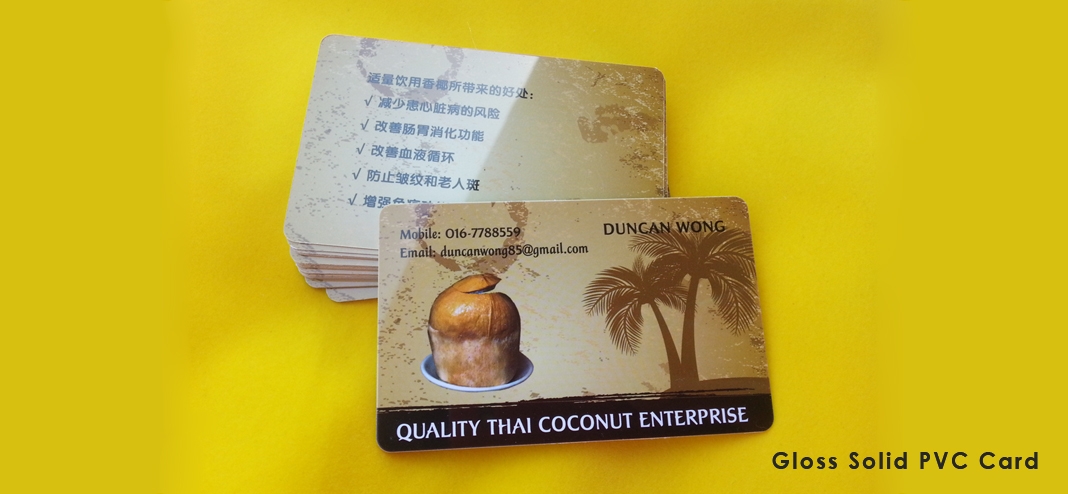 适量饮用香椰所带来的好处:
√ 减少患心脏病的风险
√ 改善肠胃消化功能
√ 改善血液循环
√ 防止皱纹和老人斑
√ 增强免疫
Mobile: 016-7788559
Email: duncanwong85@gmail.com
DUNCAN WONG
QUALITY THAI COCONUT ENTERPRISE
Gloss Solid PVC Card